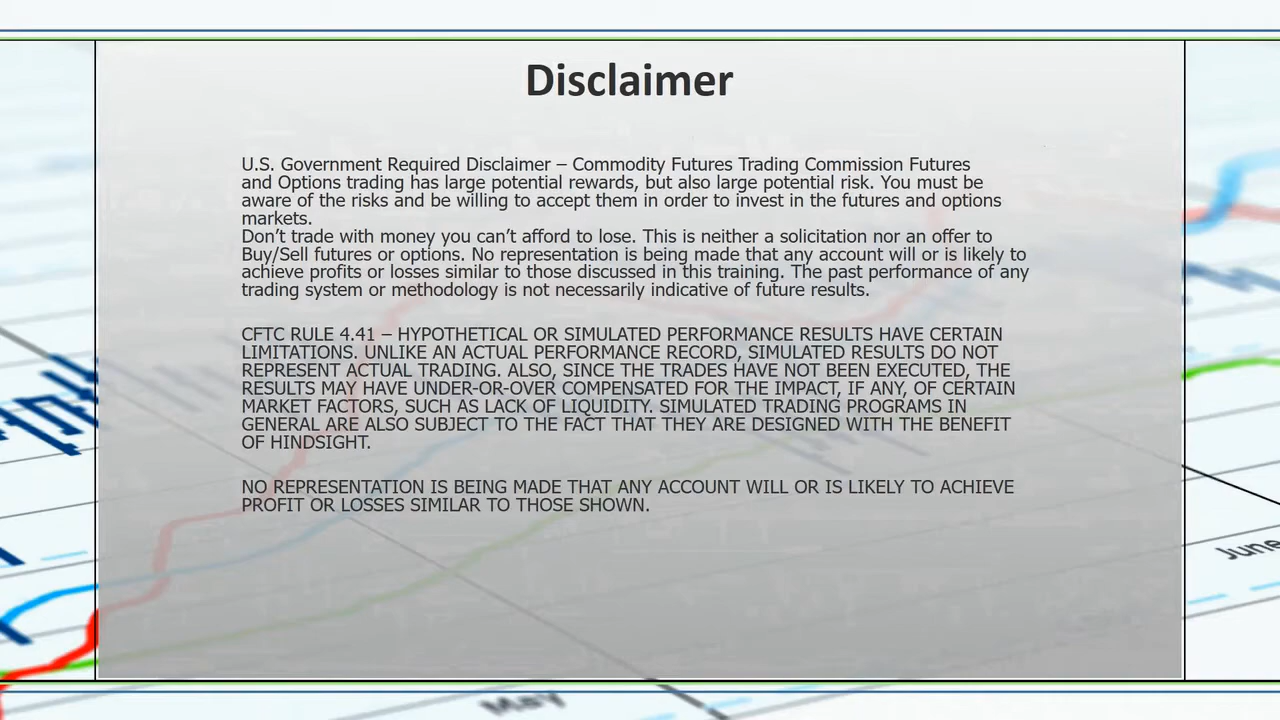 Disclaimer
U.S. Government Required Disclaimer – Commodity Futures Trading Commission Futures
and Options trading has large potential rewards, but also large potential risk. You must be
aware of the risks and be willing to accept them in order to invest in the futures and options
markets.
Don’t trade with money you can’t afford to lose. This is neither a solicitation nor an offer to
Buy/Sell futures or options. No representation is being made that any account will or is likely to
achieve profits or losses similar to those discussed in this training. The past performance of any
trading system or methodology is not necessarily indicative of future results.
CFTC RULE 4.41 – HYPOTHETICAL OR SIMULATED PERFORMANCE RESULTS HAVE CERTAIN
LIMITATIONS. UNLIKE AN ACTUAL PERFORMANCE RECORD, SIMULATED RESULTS DO NOT
REPRESENT ACTUAL TRADING. ALSO, SINCE THE TRADES HAVE NOT BEEN EXECUTED, THE
RESULTS MAY HAVE UNDER-OR-OVER COMPENSATED FOR THE IMPACT, IF ANY, OF CERTAIN
MARKET FACTORS, SUCH AS LACK OF LIQUIDITY. SIMULATED TRADING PROGRAMS IN
GENERAL ARE ALSO SUBJECT TO THE FACT THAT THEY ARE DESIGNED WITH THE BENEFIT
OF HINDSIGHT.
NO REPRESENTATION IS BEING MADE THAT ANY ACCOUNT WILL OR IS LIKELY TO ACHIEVE
PROFIT OR LOSSES SIMILAR TO THOSE SHOWN.
June
May